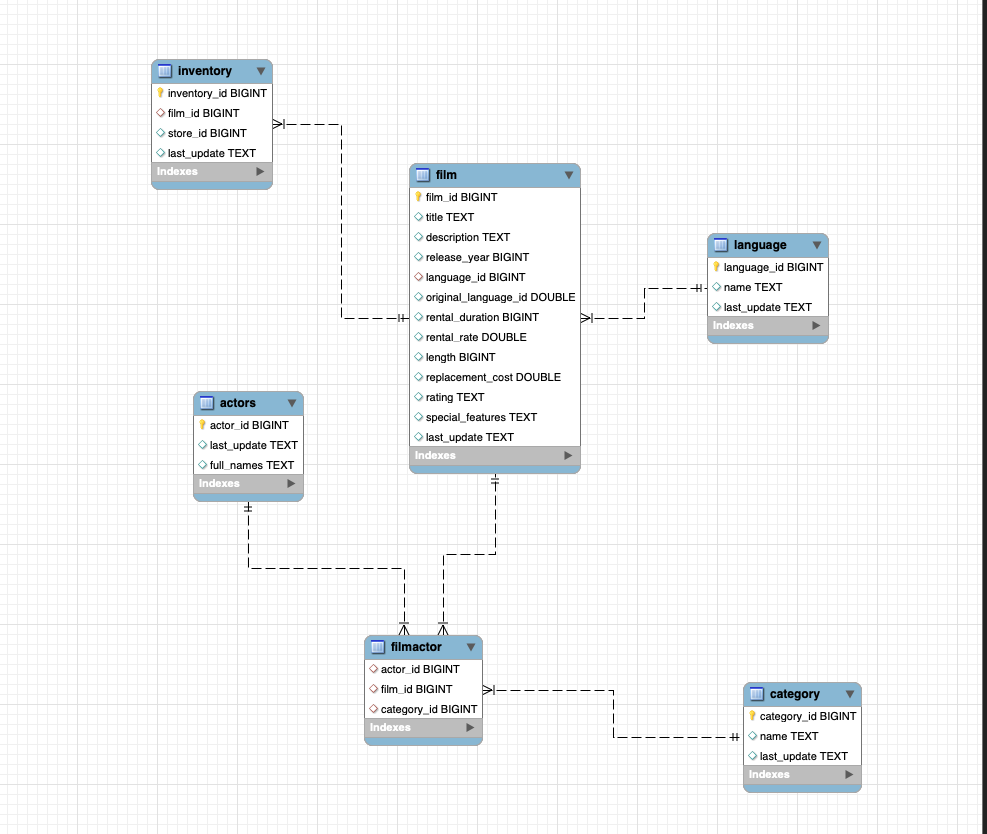 inventory
inventory_id BIGINT
film_id BIGINT
store_id BIGINT
last_update TEXT
Indexes
film
film_id BIGINT
title TEXT
description TEXT
release_year BIGINT
language_id BIGINT
original_language_id DOUBLE
rental_duration BIGINT
rental_rate DOUBLE
length BIGINT
replacement_cost DOUBLE
rating TEXT
special_features TEXT
last_update TEXT
Indexes
language
language_id BIGINT
name TEXT
last_update TEXT
Indexes
actors
actor_id BIGINT
last_update TEXT
full_names TEXT
Indexes
filmactor
actor_id BIGINT
film_id BIGINT
category_id BIGINT
Indexes
category
category_id BIGINT
name TEXT
last_update TEXT
Indexes